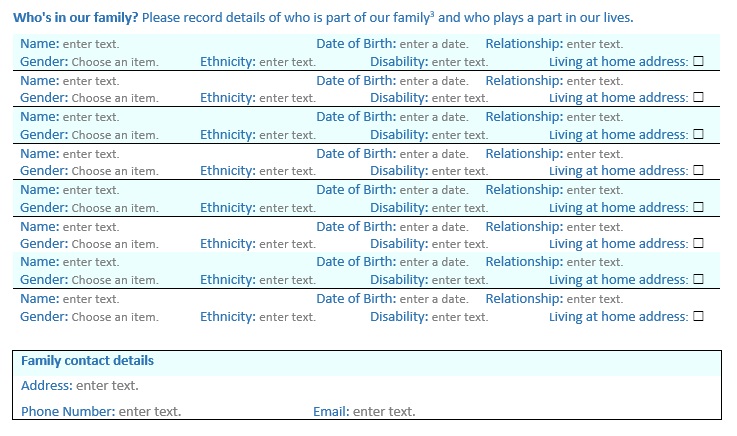 Who's in our family? Please record details of who is part of our family³ and who plays a part in our lives.
Name: enter text. Date of Birth: enter a date. Relationship: enter text.
Gender: Choose an item. Ethnicity: enter text. Disability: enter text. Living at home address: ☐
Name: enter text. Date of Birth: enter a date. Relationship: enter text.
Gender: Choose an item. Ethnicity: enter text. Disability: enter text. Living at home address: ☐
Name: enter text. Date of Birth: enter a date. Relationship: enter text.
Gender: Choose an item. Ethnicity: enter text. Disability: enter text. Living at home address: ☐
Name: enter text. Date of Birth: enter a date. Relationship: enter text.
Gender: Choose an item. Ethnicity: enter text. Disability: enter text. Living at home address: ☐
Name: enter text. Date of Birth: enter a date. Relationship: enter text.
Gender: Choose an item. Ethnicity: enter text. Disability: enter text. Living at home address: ☐
Name: enter text. Date of Birth: enter a date. Relationship: enter text.
Gender: Choose an item. Ethnicity: enter text. Disability: enter text. Living at home address: ☐
Name: enter text. Date of Birth: enter a date. Relationship: enter text.
Gender: Choose an item. Ethnicity: enter text. Disability: enter text. Living at home address: ☐
Name: enter text. Date of Birth: enter a date. Relationship: enter text.
Gender: Choose an item. Ethnicity: enter text. Disability: enter text. Living at home address: ☐
Family contact details
Address: enter text.
Phone Number: enter text. Email: enter text.